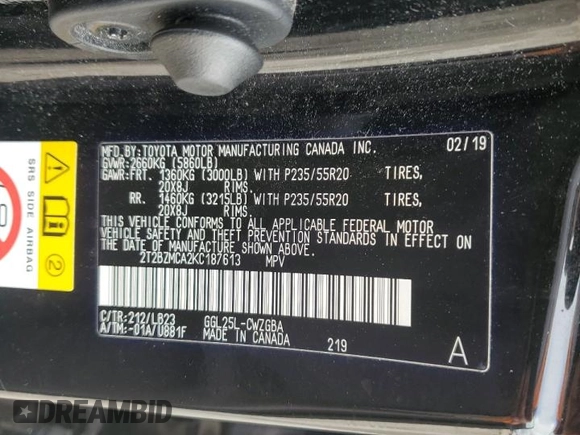 MFD.BY:TOYOTA MOTOR MANUFACTURING CANADA INC. 02/19
GVWR:2660KG (5860LB)
GAWR:FRT. 1360KG (3000LB) WITH P235/55R20 TIRES,
20X8J RIMS.
RR. 1460KG (3215LB) WITH P235/55R20 TIRES,
20X8J RIMS.
THIS VEHICLE CONFORMS TO ALL APPLICABLE FEDERAL MOTOR
VEHICLE SAFETY AND THEFT PREVENTION STANDARDS IN EFFECT ON
THE DATE OF MANUFACTURE SHOWN ABOVE.
2T2BZMCA2KC187613 MPV
C/TR:212/LB23 GGL25L-CWZGBA
A/TM:-01A/U881F MADE IN CANADA 219 A
SRS SIDE AIRBAG
2
DREAMBID